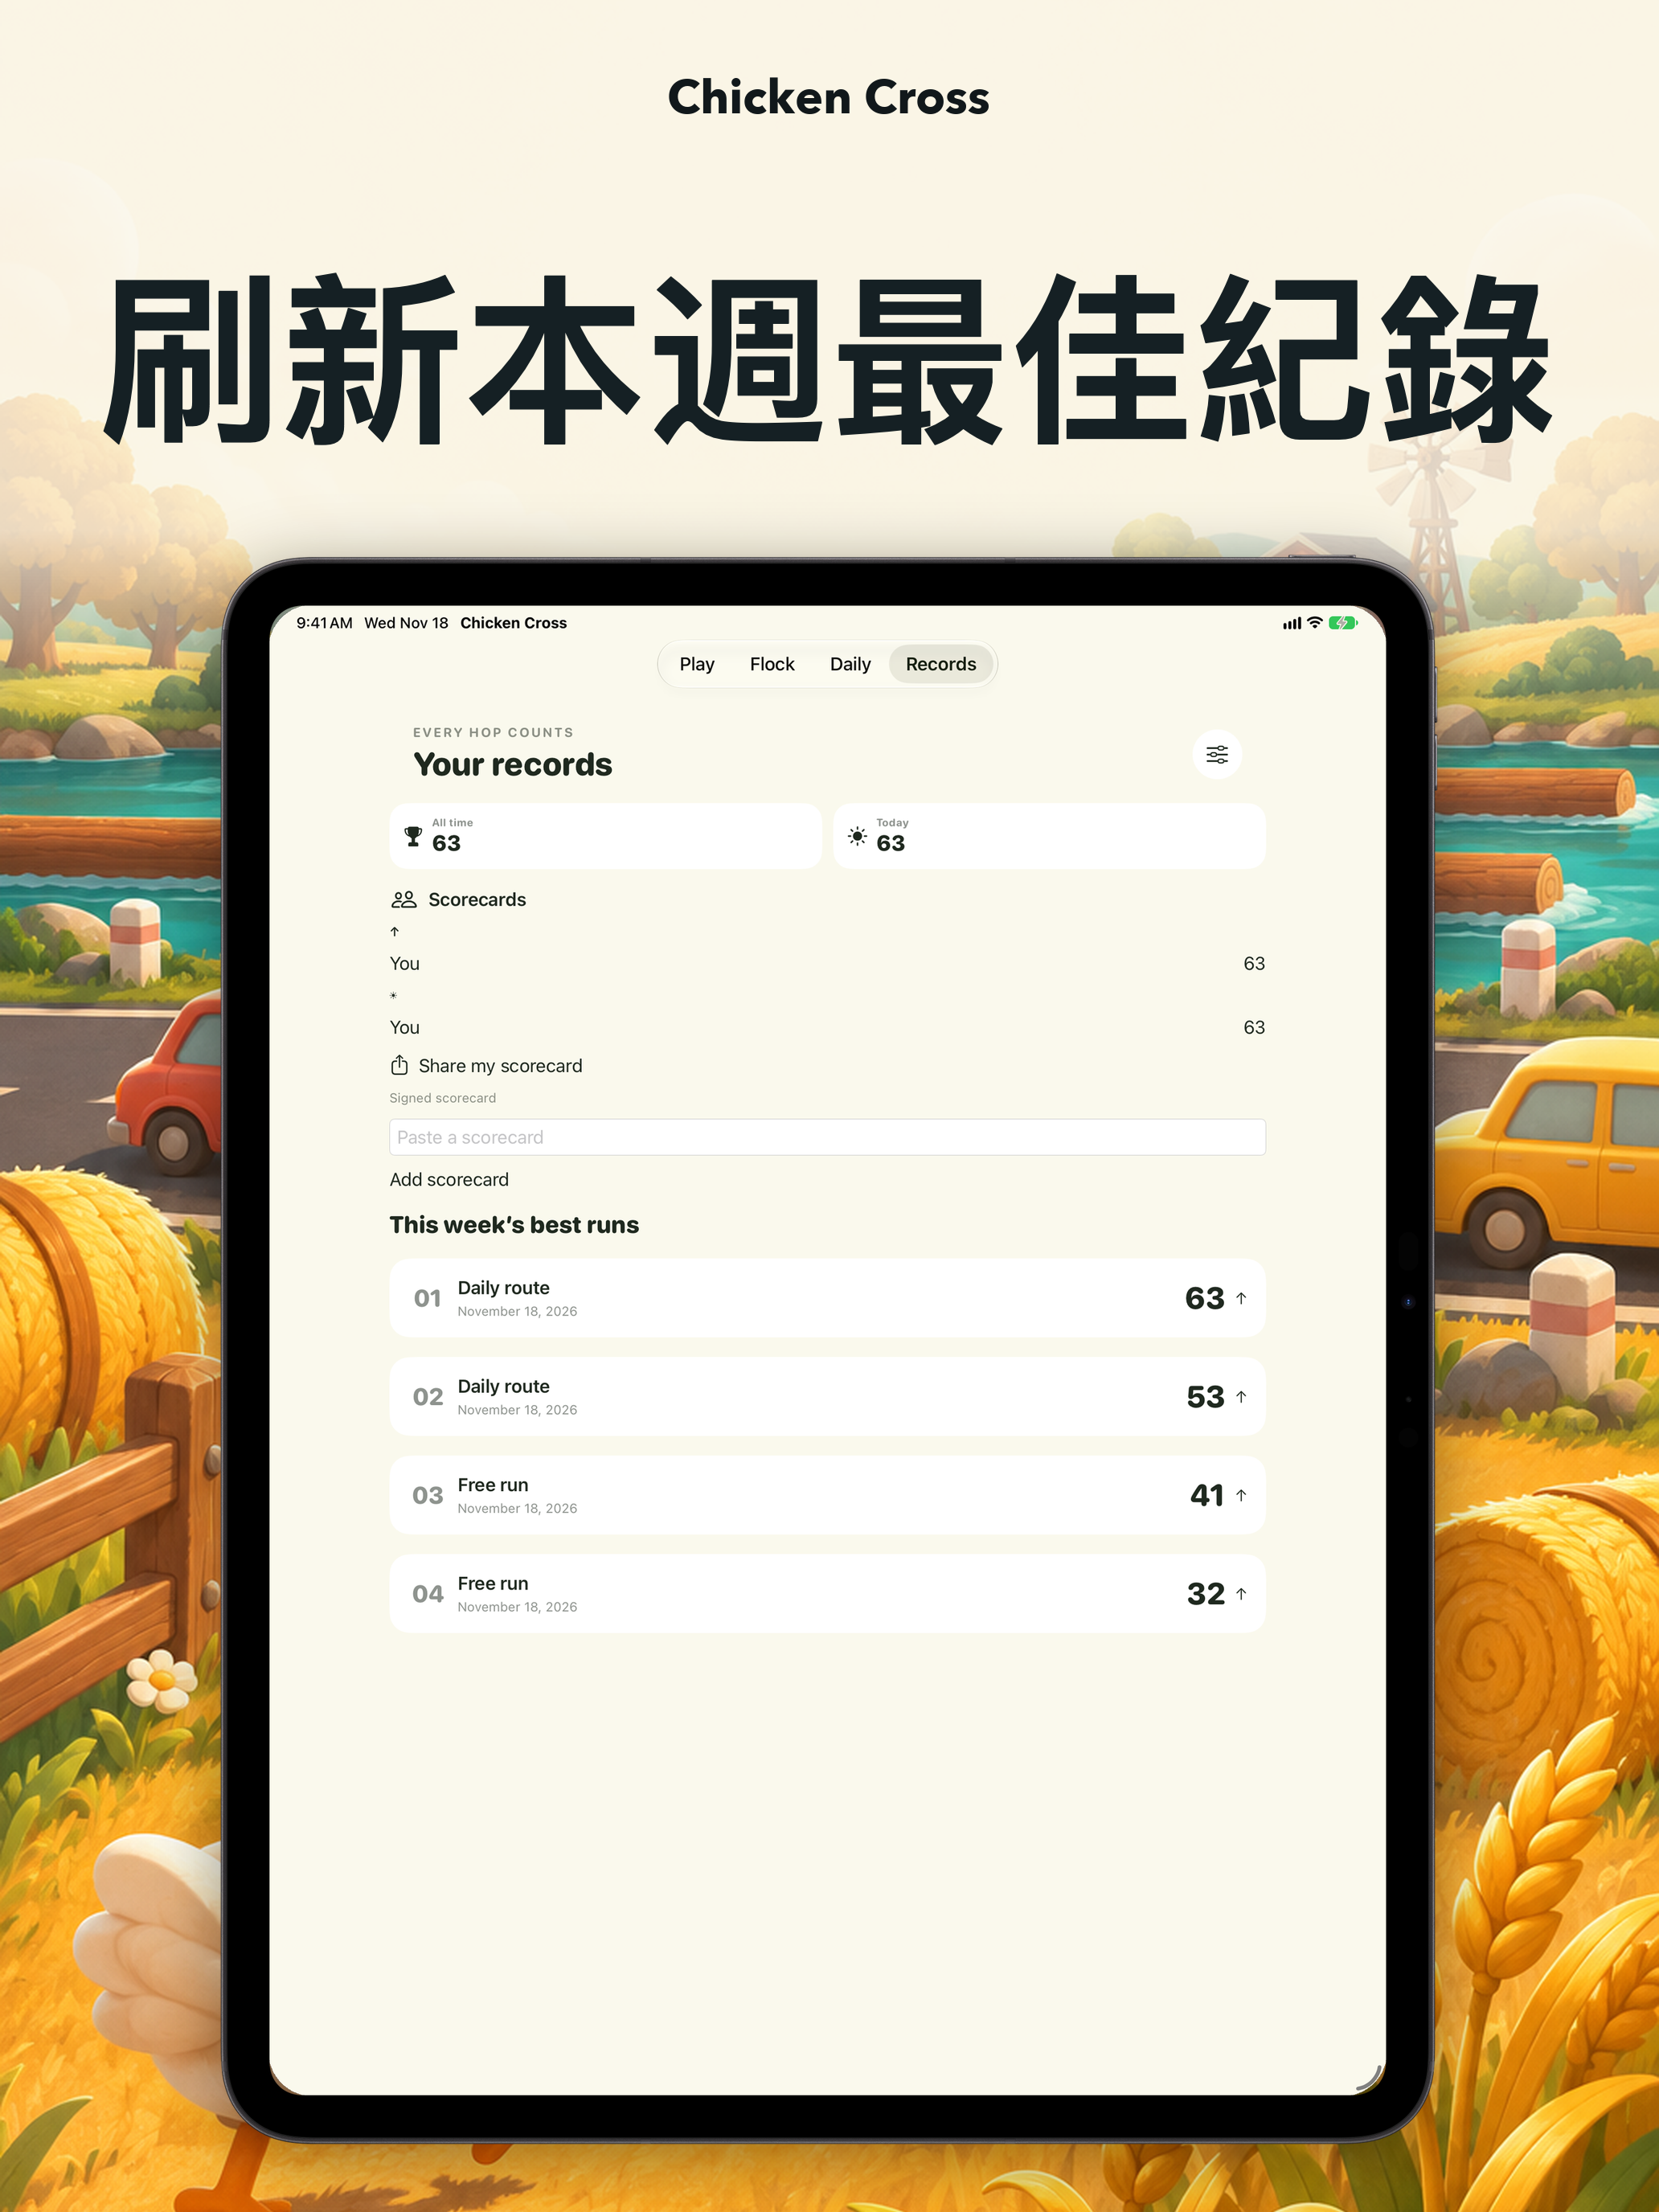 Chicken Cross
刷新本週最佳紀錄
9:41 AM Wed Nov 18 Chicken Cross
Play Flock Daily Records
EVERY HOP COUNTS
Your records
All time
63
Today
63
Scorecards
↑
You 63
☀
You 63
Share my scorecard
Signed scorecard
Paste a scorecard
Add scorecard
This week's best runs
01 Daily route 63 ↑
November 18, 2026
02 Daily route 53 ↑
November 18, 2026
03 Free run 41 ↑
November 18, 2026
04 Free run 32 ↑
November 18, 2026